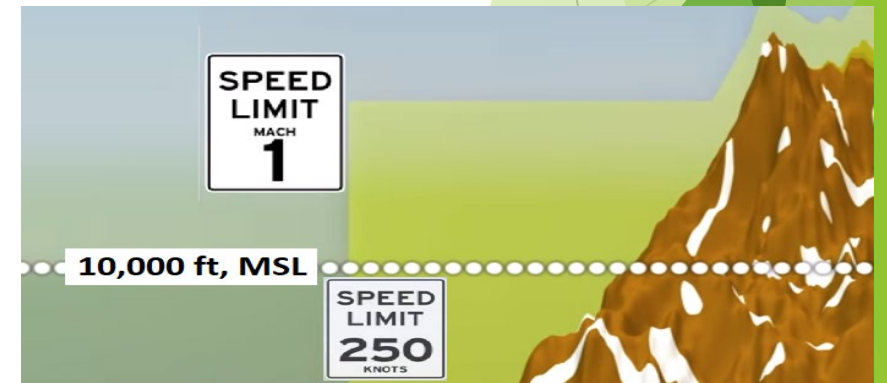 SPEED
LIMIT
MACH
1
10,000 ft, MSL
SPEED
LIMIT
250
KNOTS